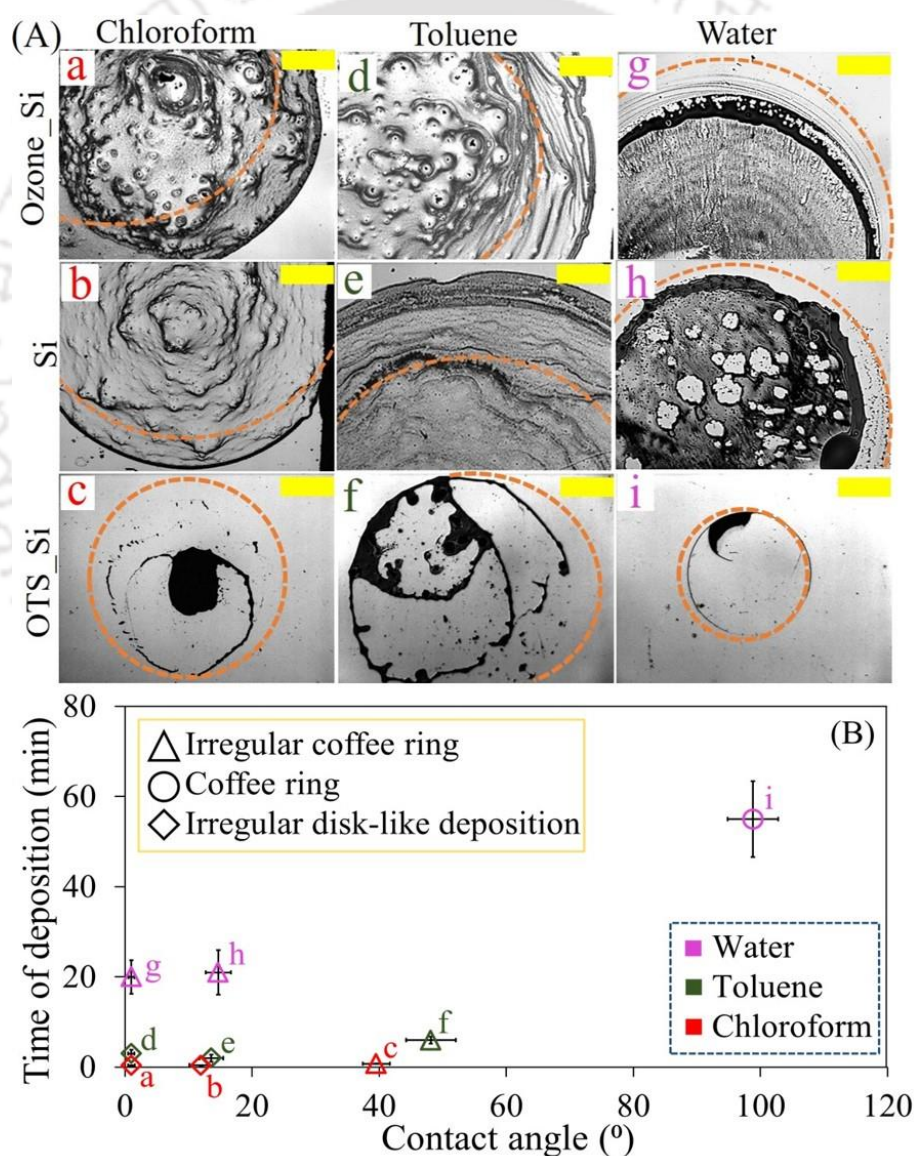 (A)
Chloroform Toluene Water
Ozone_Si
a d g
Si
b e h
OTS_Si
c f i
(B)
Time of deposition (min)
80
60
40
20
0
Irregular coffee ring
Coffee ring
Irregular disk-like deposition
i
g
h
d
e
f
a
b
c
Water
Toluene
Chloroform
0 20 40 60 80 100 120
Contact angle (º)